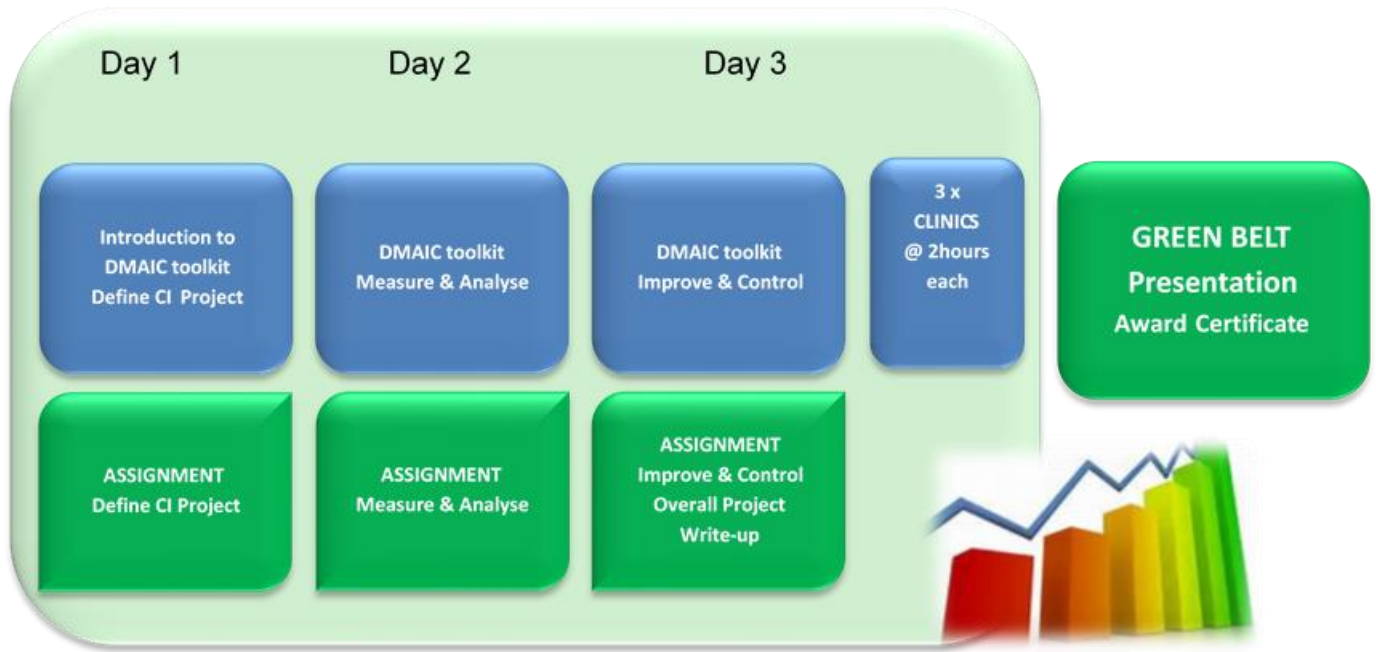 Day 1
Day 2
Day 3
Introduction to
DMAIC toolkit
Define CI Project
DMAIC toolkit
Measure & Analyse
DMAIC toolkit
Improve & Control
3 x
CLINICS
@ 2hours
each
GREEN BELT
Presentation
Award Certificate
ASSIGNMENT
Define CI Project
ASSIGNMENT
Measure & Analyse
ASSIGNMENT
Improve & Control
Overall Project
Write-up